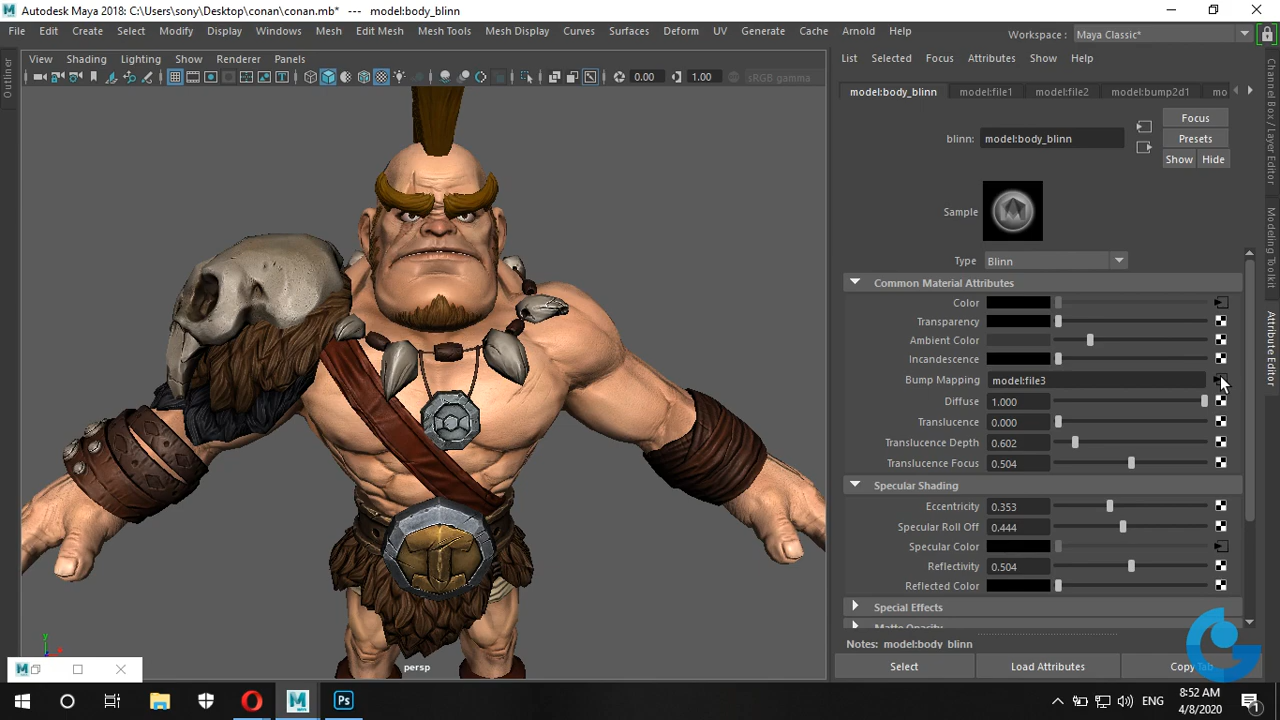 Autodesk Maya 2018: C:\Users\sony\Desktop\conan\conan.mb* --- model:body_blinn
File Edit Create Select Modify Display Windows Mesh Edit Mesh Mesh Tools Mesh Display Curves Surfaces Deform UV Generate Cache Arnold Help
Workspace : Maya Classic*
View Shading Lighting Show Renderer Panels
0.00 1.00 sRGB gamma
Outliner
persp
y
List Selected Focus Attributes Show Help
model:body_blinn model:file1 model:file2 model:bump2d1 mo
Focus
blinn: model:body_blinn
Presets
Show Hide
Sample
Type Blinn
Common Material Attributes
Color
Transparency
Ambient Color
Incandescence
Bump Mapping model:file3
Diffuse 1.000
Translucence 0.000
Translucence Depth 0.602
Translucence Focus 0.504
Specular Shading
Eccentricity 0.353
Specular Roll Off 0.444
Specular Color
Reflectivity 0.504
Reflected Color
Special Effects
Matte Opacity
Notes: model:body_blinn
Select Load Attributes Copy Tab
Channel Box / Layer Editor
Modeling Toolkit
Attribute Editor
Ps
ENG
8:52 AM
4/8/2020
1